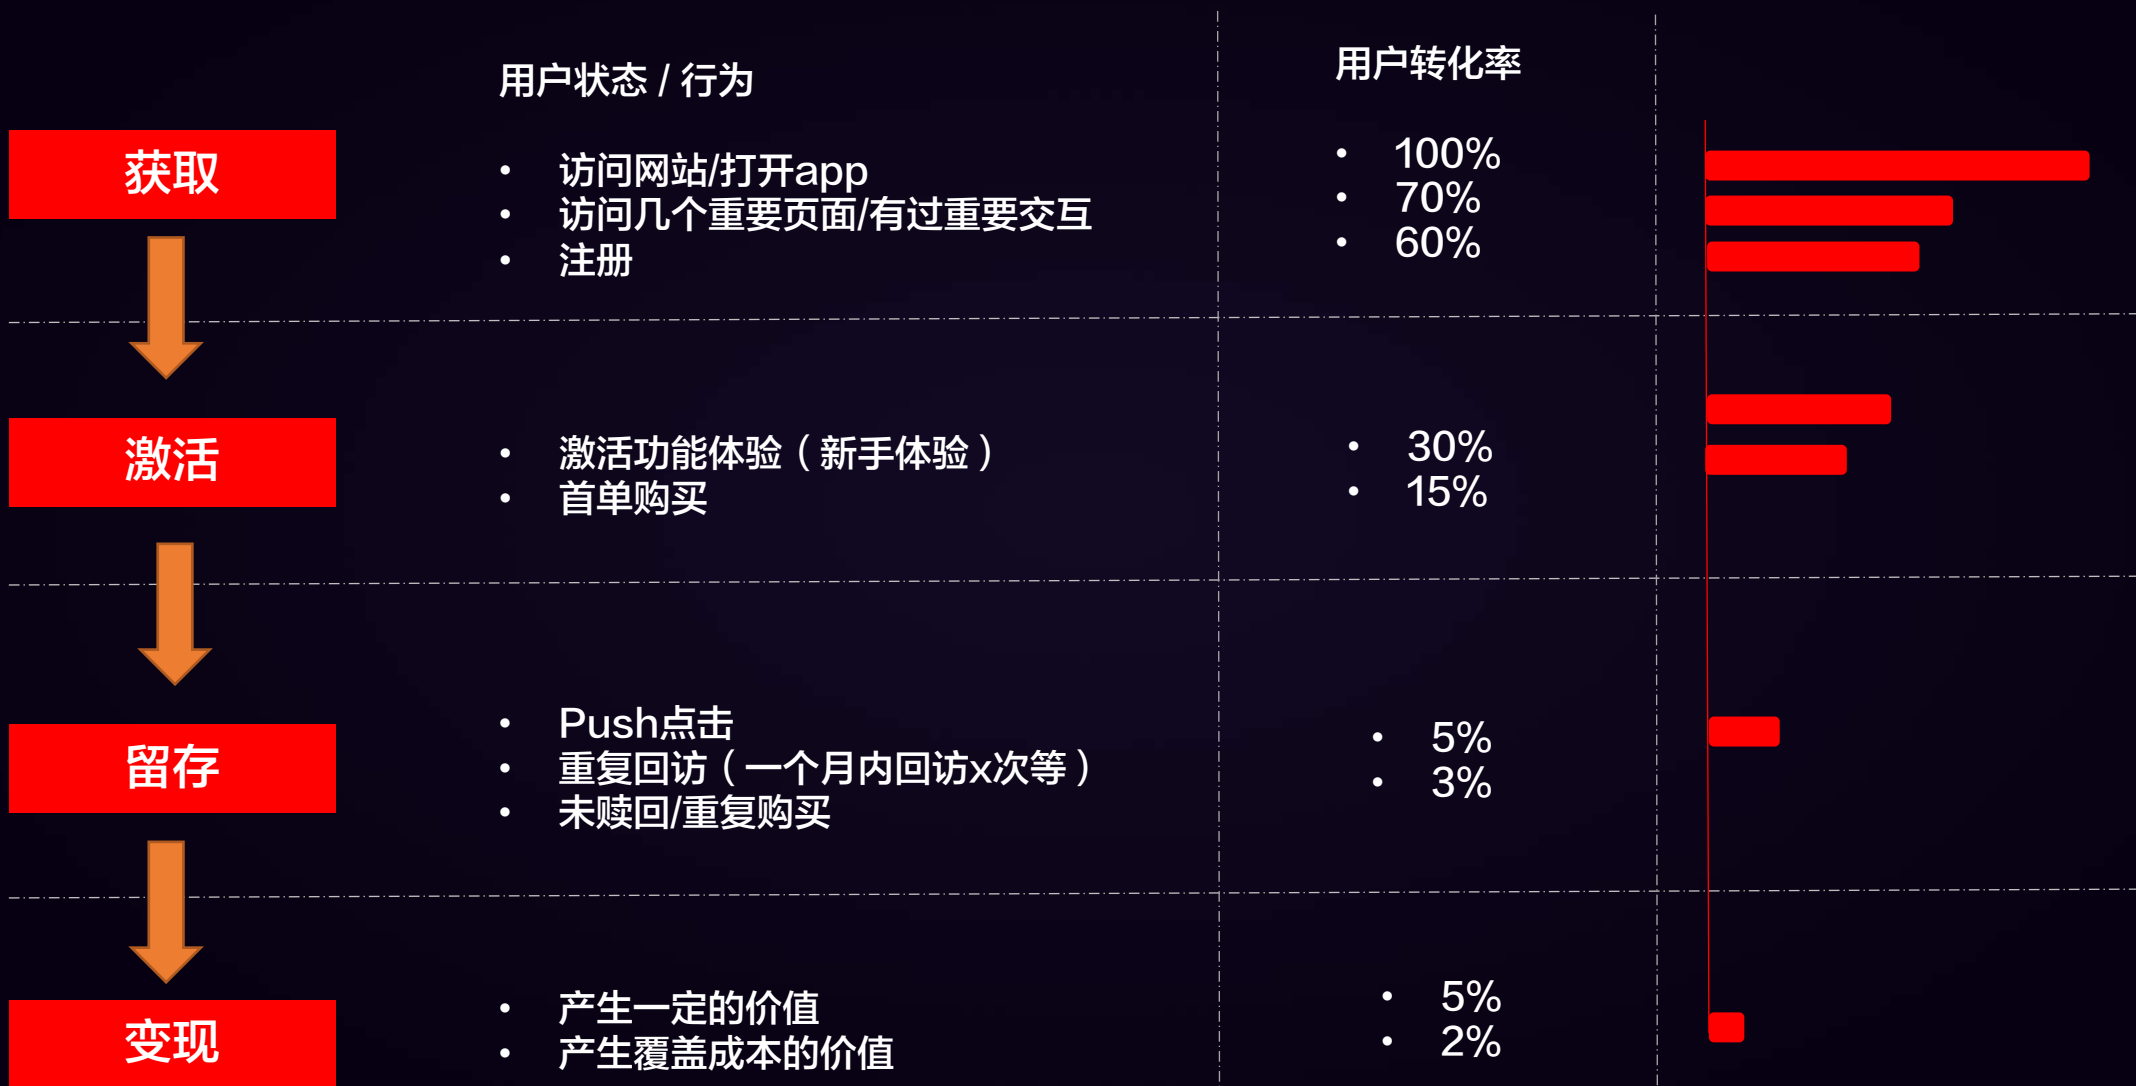 用户状态 / 行为
用户转化率
获取
• 访问网站/打开app
• 访问几个重要页面/有过重要交互
• 注册
• 100%
• 70%
• 60%
激活
• 激活功能体验（新手体验）
• 首单购买
• 30%
• 15%
留存
• Push点击
• 重复回访（一个月内回访x次等）
• 未赎回/重复购买
• 5%
• 3%
变现
• 产生一定的价值
• 产生覆盖成本的价值
• 5%
• 2%